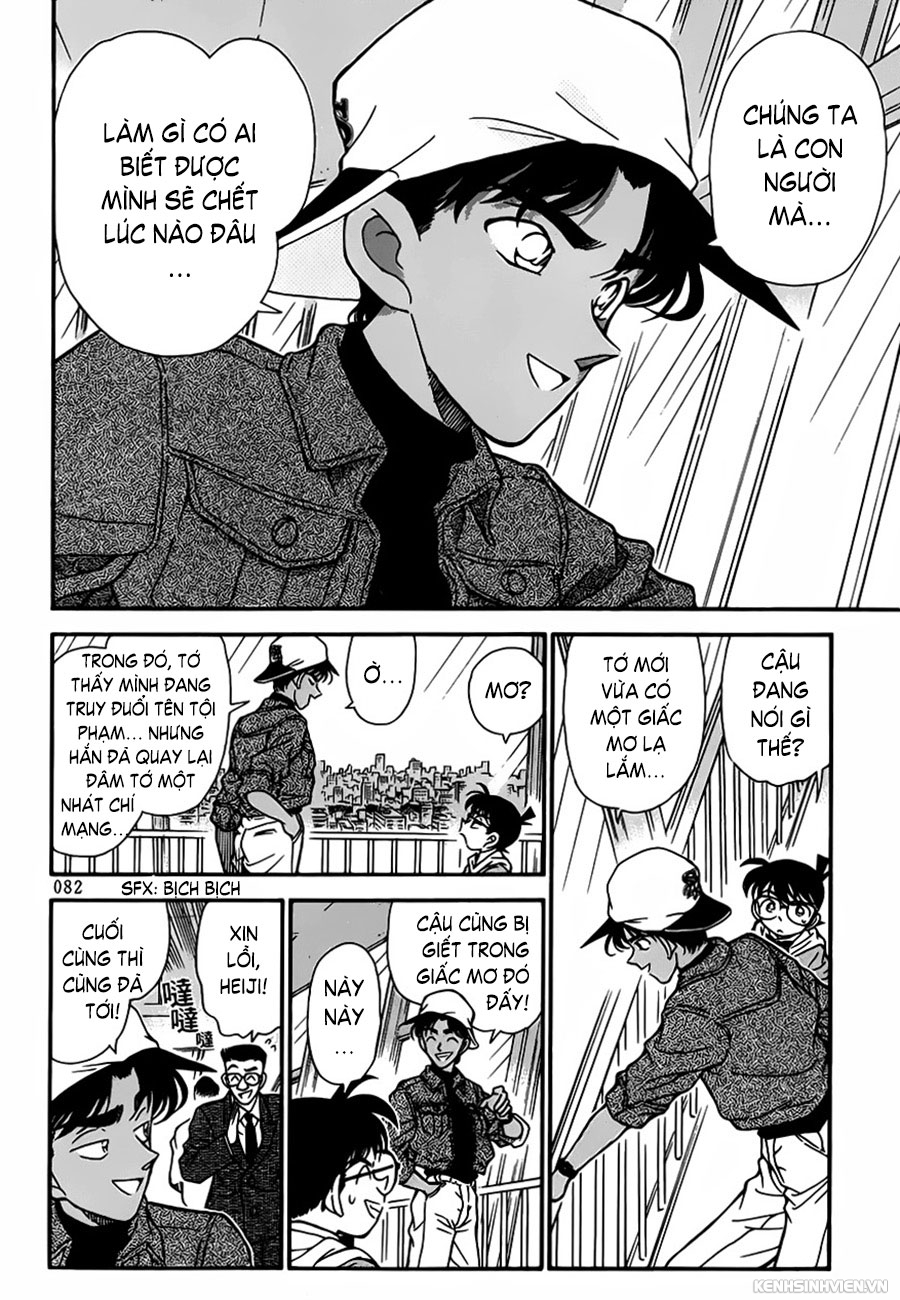 CHÚNG TA
LÀ CON
NGƯỜI
MÀ...
LÀM GÌ CÓ AI
BIẾT ĐƯỢC
MÌNH SẼ CHẾT
LÚC NÀO ĐÂU
...
CẬU
ĐANG
NÓI GÌ
THẾ?
TỚ MỚI
VỪA CÓ
MỘT GIẤC
MƠ LẠ
LẮM...
MƠ?
Ờ...
TRONG ĐÓ, TỚ
THẤY MÌNH ĐANG
TRUY ĐUỔI TÊN TỘI
PHẠM... NHƯNG
HẮN ĐÃ QUAY LẠI
ĐÂM TỚ MỘT
NHÁT CHÍ
MẠNG...
082
SFX: BỊCH BỊCH
CẬU CŨNG BỊ
GIẾT TRONG
GIẤC MƠ ĐÓ
ĐẤY!
NÀY
NÀY
...
XIN
LỖI,
HEIJI!
噠噠噠
CUỐI
CÙNG THÌ
CŨNG ĐÃ
TỚI!
KENHSINHVIEN.VN